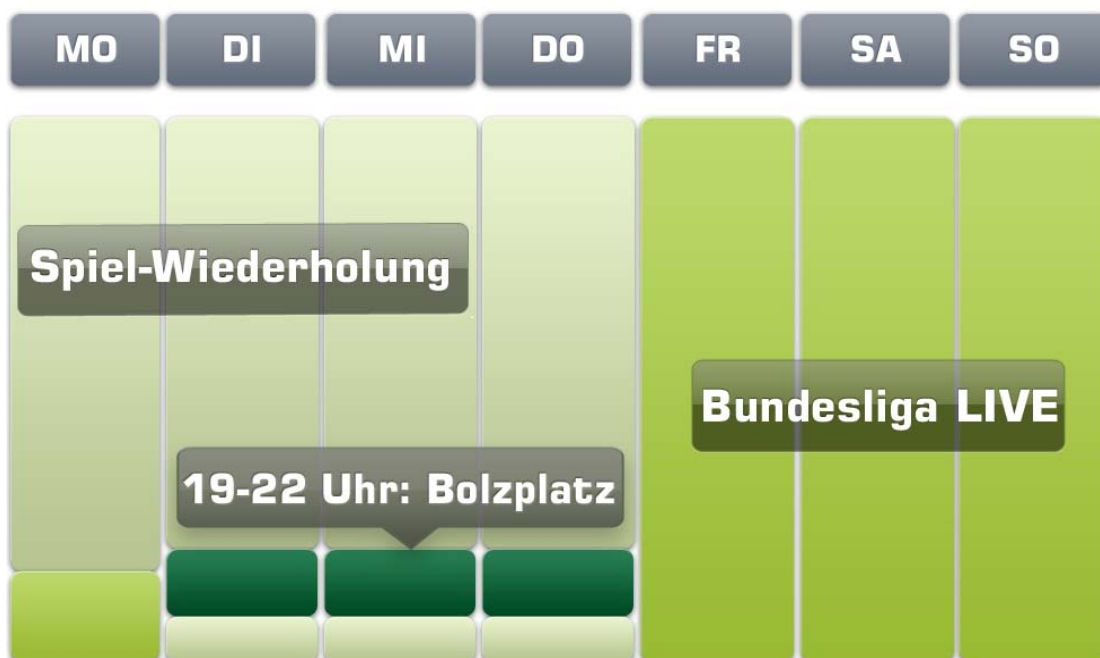 MO DI MI DO FR SA SO
Spiel-Wiederholung
Bundesliga LIVE
19-22 Uhr: Bolzplatz